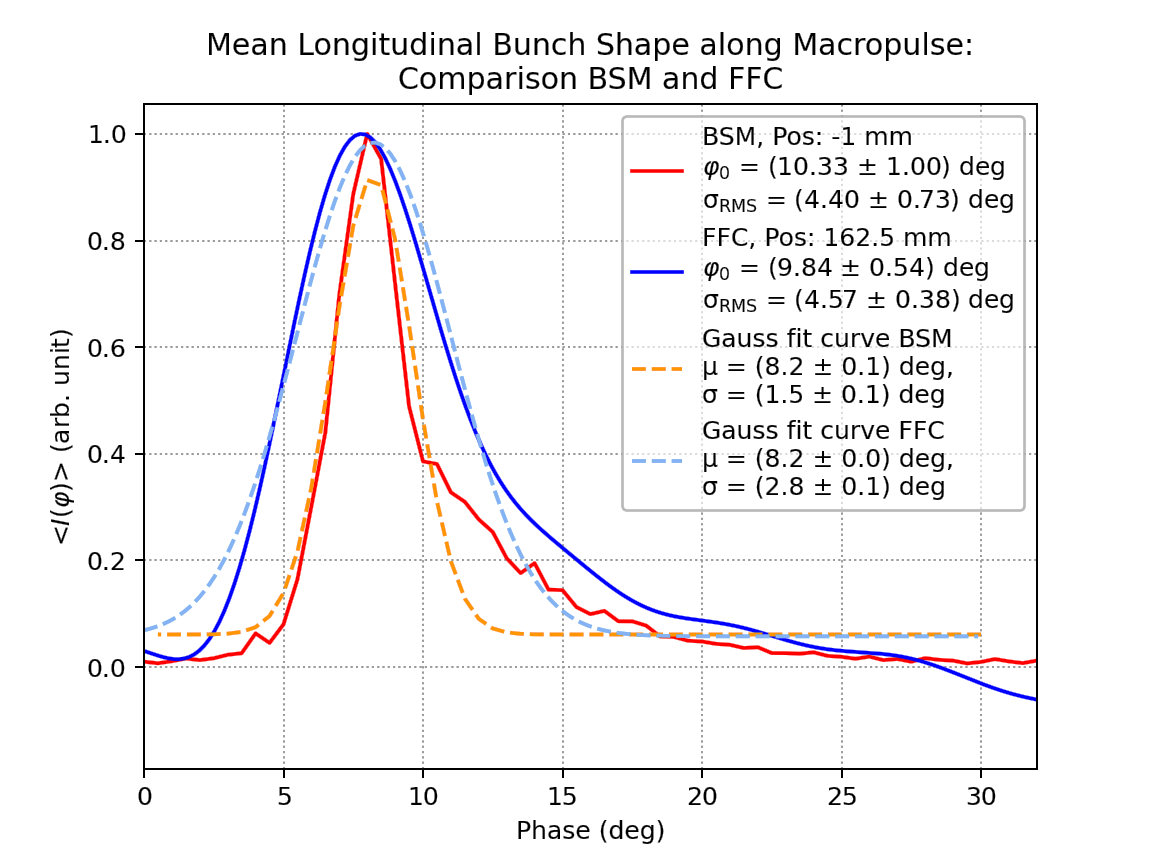 Mean Longitudinal Bunch Shape along Macropulse:
Comparison BSM and FFC
<I(φ)> (arb. unit)
1.0
0.8
0.6
0.4
0.2
0.0
0
5
10
15
20
25
30
Phase (deg)
BSM, Pos: -1 mm
φ₀ = (10.33 ± 1.00) deg
σRMS = (4.40 ± 0.73) deg
FFC, Pos: 162.5 mm
φ₀ = (9.84 ± 0.54) deg
σRMS = (4.57 ± 0.38) deg
Gauss fit curve BSM
μ = (8.2 ± 0.1) deg,
σ = (1.5 ± 0.1) deg
Gauss fit curve FFC
μ = (8.2 ± 0.0) deg,
σ = (2.8 ± 0.1) deg